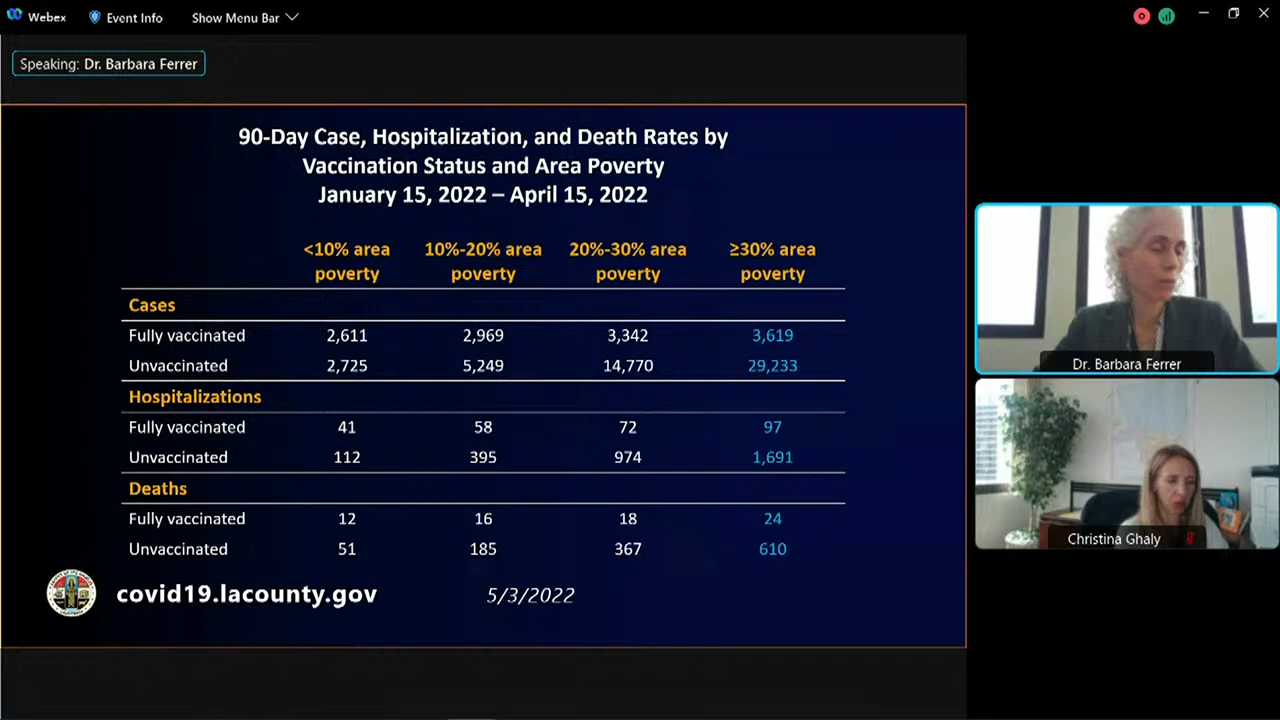 Webex
Event Info
Show Menu Bar
Speaking: Dr. Barbara Ferrer
90-Day Case, Hospitalization, and Death Rates by
Vaccination Status and Area Poverty
January 15, 2022 – April 15, 2022
<10% area poverty
10%-20% area poverty
20%-30% area poverty
≥30% area poverty
Cases
Fully vaccinated 2,611 2,969 3,342 3,619
Unvaccinated 2,725 5,249 14,770 29,233
Hospitalizations
Fully vaccinated 41 58 72 97
Unvaccinated 112 395 974 1,691
Deaths
Fully vaccinated 12 16 18 24
Unvaccinated 51 185 367 610
covid19.lacounty.gov
5/3/2022
Dr. Barbara Ferrer
Christina Ghaly